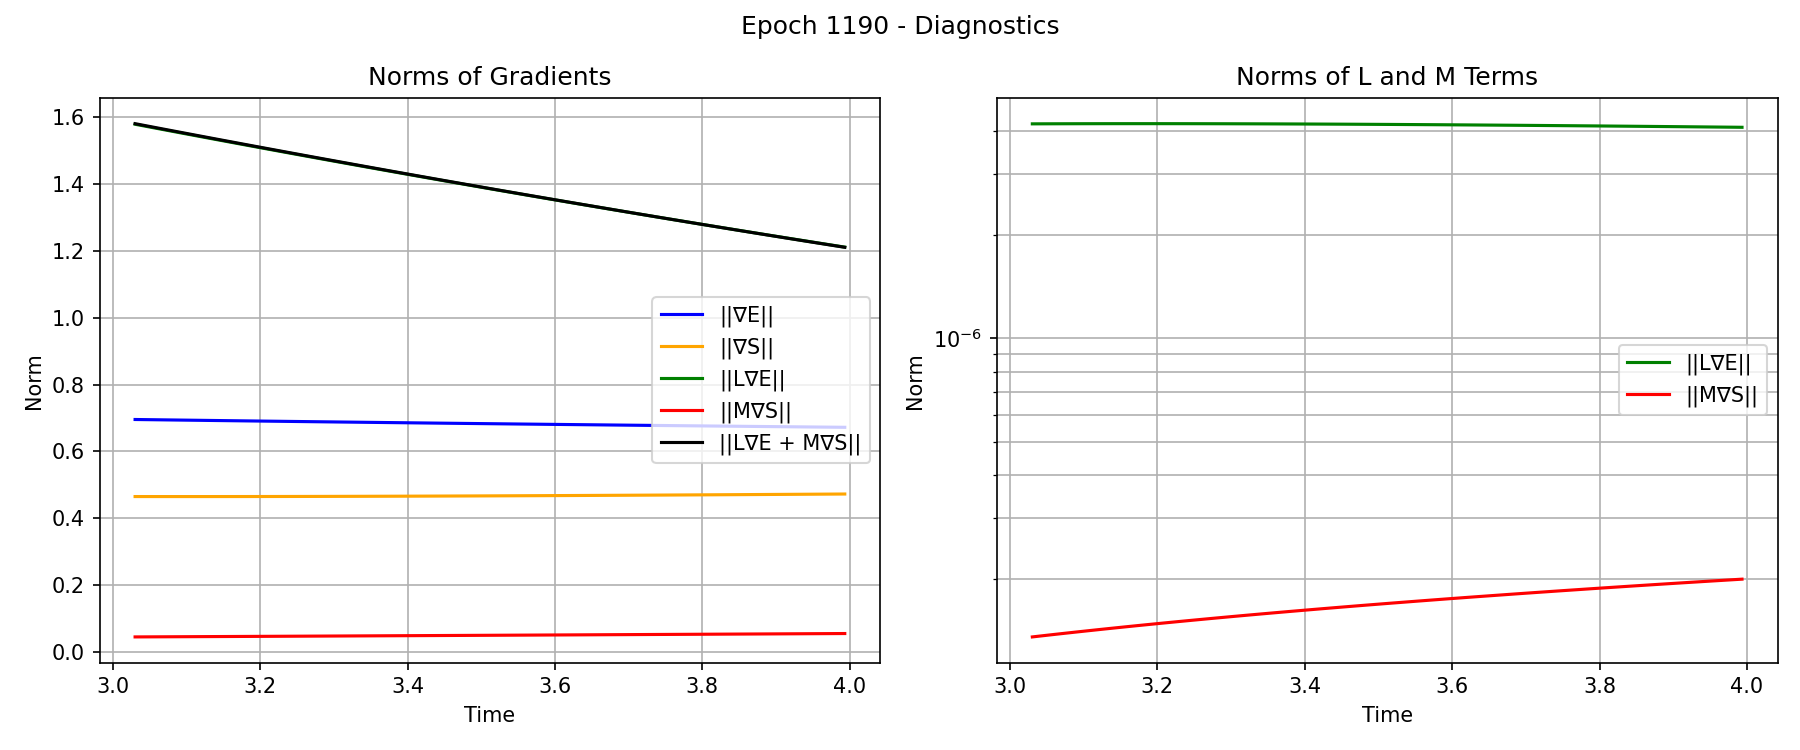 Epoch 1190 - Diagnostics
Norms of Gradients
Norm
1.6
1.4
1.2
1.0
0.8
0.6
0.4
0.2
0.0
||∇E||
||∇S||
||L∇E||
||M∇S||
||L∇E + M∇S||
3.0 3.2 3.4 3.6 3.8 4.0
Time
Norms of L and M Terms
Norm
10⁻⁶
||L∇E||
||M∇S||
3.0 3.2 3.4 3.6 3.8 4.0
Time